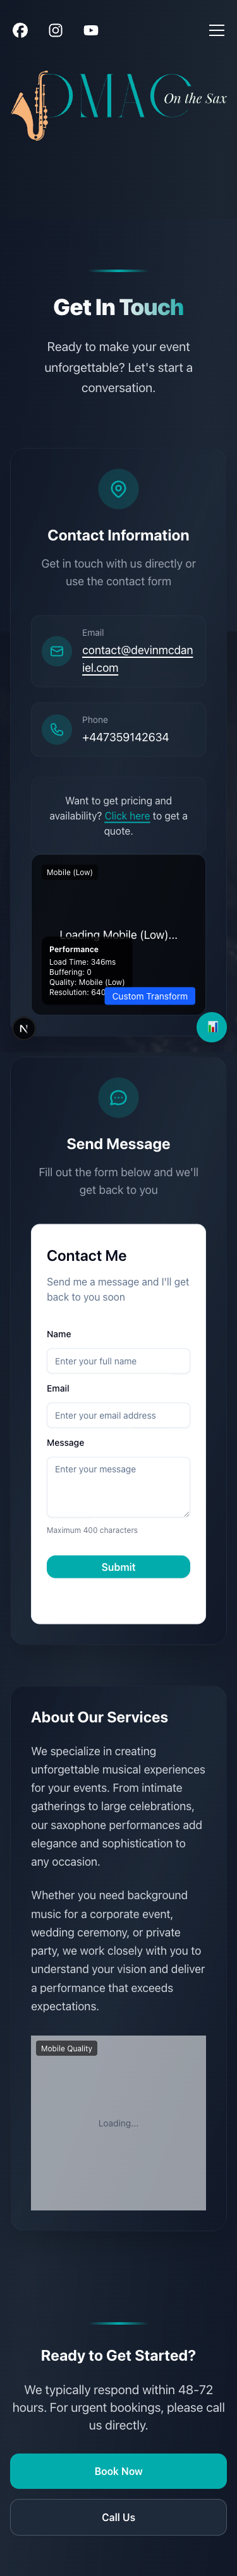 DMAC
On the Sax
Get In Touch
Ready to make your event
unforgettable? Let's start a
conversation.
Contact Information
Get in touch with us directly or
use the contact form
Email
contact@devinmcdan
iel.com
Phone
+447359142634
Want to get pricing and
availability? Click here to get a
quote.
Mobile (Low)
Loading Mobile (Low)...
Performance
Load Time: 346ms
Buffering: 0
Quality: Mobile (Low)
Resolution: 640
Custom Transform
N
Send Message
Fill out the form below and we'll
get back to you
Contact Me
Send me a message and I'll get
back to you soon
Name
Enter your full name
Email
Enter your email address
Message
Enter your message
Maximum 400 characters
Submit
About Our Services
We specialize in creating
unforgettable musical experiences
for your events. From intimate
gatherings to large celebrations,
our saxophone performances add
elegance and sophistication to
any occasion.
Whether you need background
music for a corporate event,
wedding ceremony, or private
party, we work closely with you to
understand your vision and deliver
a performance that exceeds
expectations.
Mobile Quality
Loading...
Ready to Get Started?
We typically respond within 48-72
hours. For urgent bookings, please call
us directly.
Book Now
Call Us